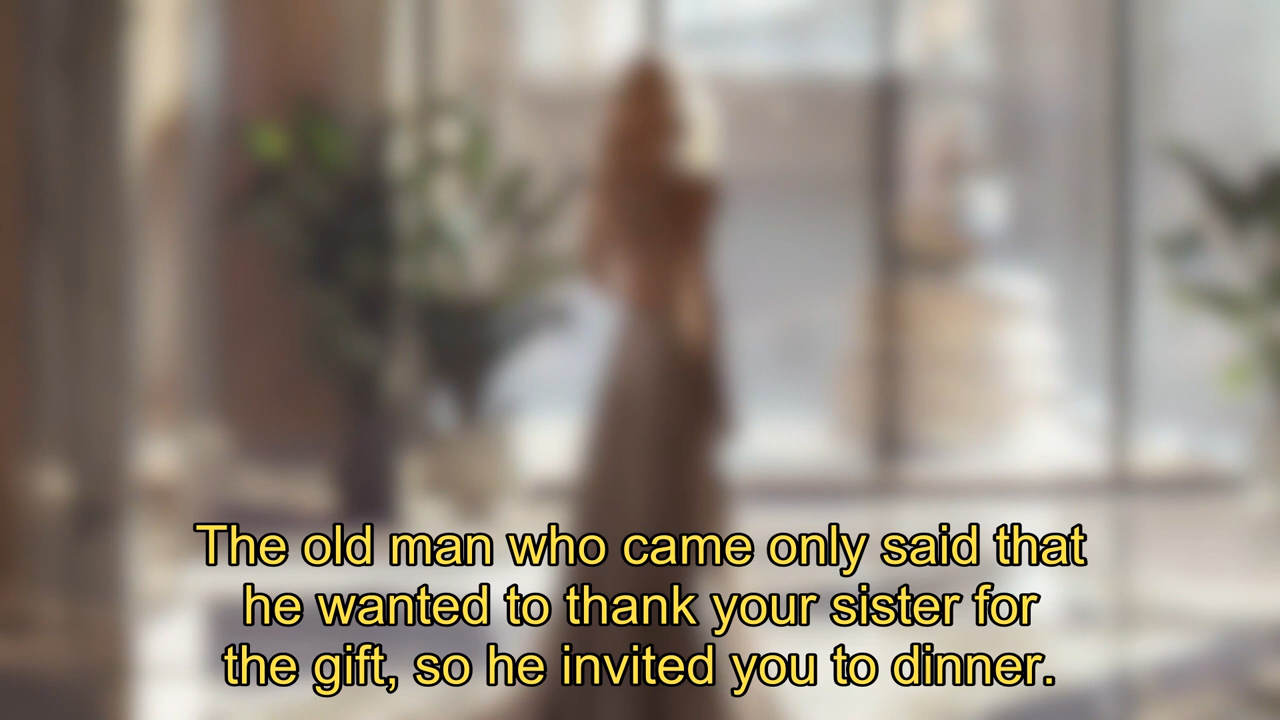 The old man who came only said that
he wanted to thank your sister for
the gift, so he invited you to dinner.